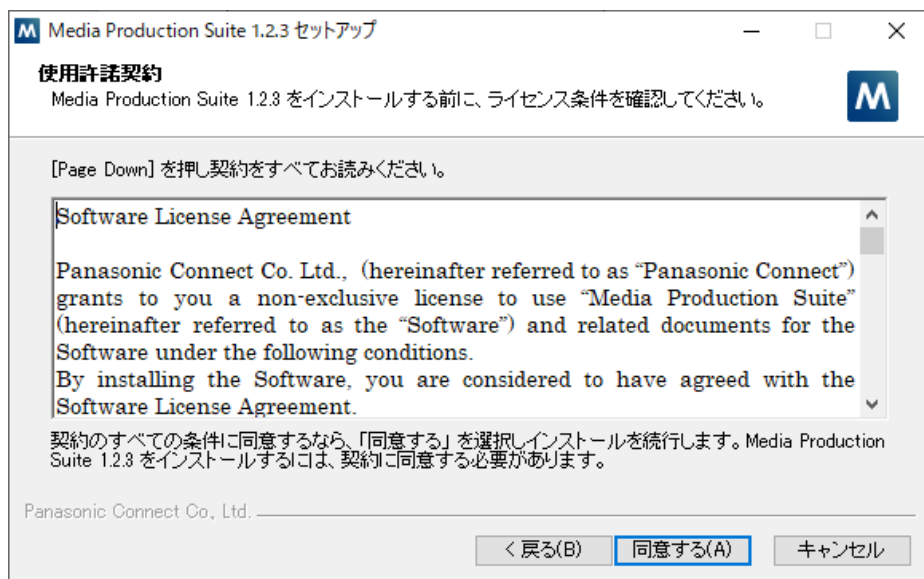 Media Production Suite 1.2.3 セットアップ
使用許諾契約
Media Production Suite 1.2.3 をインストールする前に、ライセンス条件を確認してください。
M
[Page Down] を押し契約をすべてお読みください。
Software License Agreement
Panasonic Connect Co. Ltd., (hereinafter referred to as “Panasonic Connect”)
grants to you a non-exclusive license to use “Media Production Suite”
(hereinafter referred to as the “Software”) and related documents for the
Software under the following conditions.
By installing the Software, you are considered to have agreed with the
Software License Agreement.
契約のすべての条件に同意するなら、「同意する」を選択しインストールを続行します。Media Production
Suite 1.2.3 をインストールするには、契約に同意する必要があります。
Panasonic Connect Co, Ltd.
< 戻る(B)
同意する(A)
キャンセル